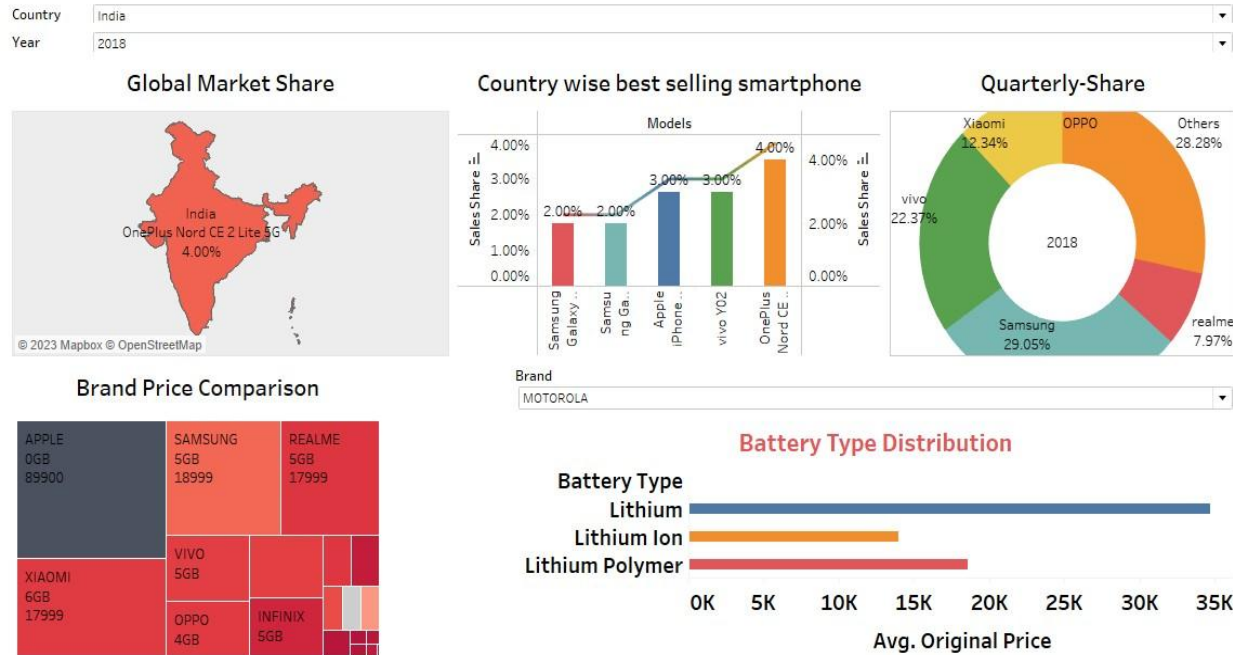 Country
India
Year
2018
Global Market Share
India
OnePlus Nord CE 2 Lite 5G
4.00%
© 2023 Mapbox © OpenStreetMap
Country wise best selling smartphone
Models
4.00%
3.00%
2.00%
1.00%
0.00%
Sales Share
2.00%
2.00%
3.00%
3.00%
4.00%
Samsung
Galaxy ..
Samsu
ng Ga..
Apple
iPhone..
vivo Y02
OnePlus
Nord CE ..
4.00%
2.00%
0.00%
Sales Share
Quarterly-Share
Xiaomi
12.34%
OPPO
Others
28.28%
vivo
22.37%
2018
Samsung
29.05%
realme
7.97%
Brand Price Comparison
APPLE
0GB
89900
SAMSUNG
5GB
18999
REALME
5GB
17999
XIAOMI
6GB
17999
VIVO
5GB
OPPO
4GB
INFINIX
5GB
Brand
MOTOROLA
Battery Type Distribution
Battery Type
Lithium
Lithium Ion
Lithium Polymer
0K 5K 10K 15K 20K 25K 30K 35K
Avg. Original Price